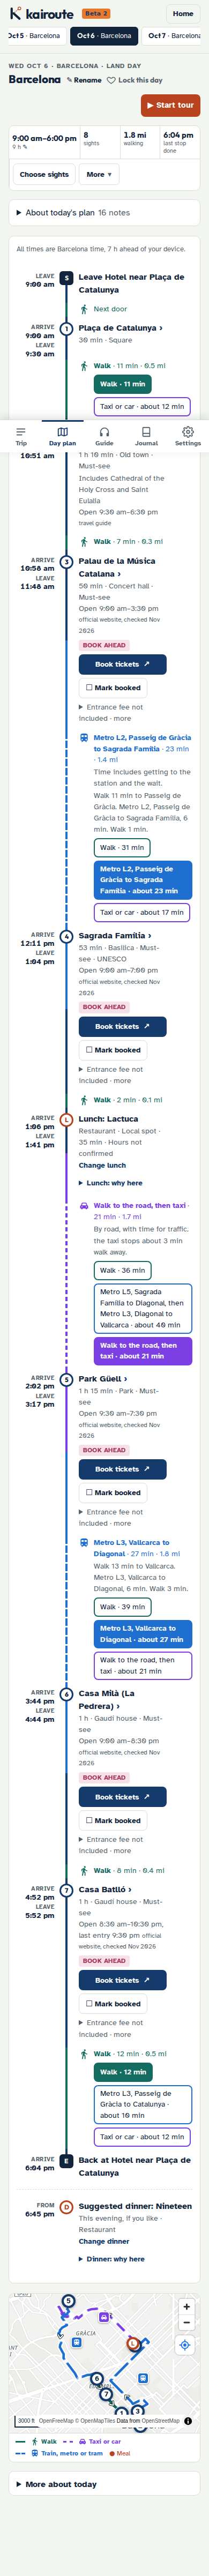 kairoute Beta 2 Home
Oct 5 · Barcelona Oct 6 · Barcelona Oct 7 · Barcelona
WED OCT 6 · BARCELONA · LAND DAY
Barcelona ✎ Rename ♡ Lock this day
▶ Start tour
9:00 am–6:00 pm
9 h ✎
8
sights
1.8 mi
walking
6:04 pm
last stop
done
Choose sights More ▾
▶ About today's plan 16 notes
All times are Barcelona time, 7 h ahead of your device.
LEAVE
9:00 am
S
Leave Hotel near Plaça de
Catalunya
Next door
ARRIVE
9:00 am
LEAVE
9:30 am
1
Plaça de Catalunya ›
30 min · Square
Walk · 11 min · 0.5 mi
Walk · 11 min
Taxi or car · about 12 min
Trip Day plan Guide Journal Settings
10:51 am
1 h 10 min · Old town ·
Must-see
Includes Cathedral of the
Holy Cross and Saint
Eulalia
Open 9:30 am–6:30 pm
travel guide
Walk · 7 min · 0.3 mi
ARRIVE
10:58 am
LEAVE
11:48 am
3
Palau de la Música
Catalana ›
50 min · Concert hall ·
Must-see
Open 9:00 am–3:30 pm
official website, checked Nov
2026
BOOK AHEAD
Book tickets ↗
☐ Mark booked
▶ Entrance fee not
included · more
Metro L2, Passeig de Gràcia
to Sagrada Família · 23 min
· 1.4 mi
Time includes getting to the
station and the wait.
Walk 11 min to Passeig de
Gràcia. Metro L2, Passeig de
Gràcia to Sagrada Família, 6
min. Walk 1 min.
Walk · 31 min
Metro L2, Passeig de
Gràcia to Sagrada
Família · about 23 min
Taxi or car · about 17 min
ARRIVE
12:11 pm
LEAVE
1:04 pm
4
Sagrada Família ›
53 min · Basilica · Must-
see · UNESCO
Open 9:00 am–7:00 pm
official website, checked Nov
2026
BOOK AHEAD
Book tickets ↗
☐ Mark booked
▶ Entrance fee not
included · more
Walk · 2 min · 0.1 mi
ARRIVE
1:06 pm
LEAVE
1:41 pm
L
Lunch: Lactuca
Restaurant · Local spot ·
35 min · Hours not
confirmed
Change lunch
▶ Lunch: why here
Walk to the road, then taxi ·
21 min · 1.7 mi
By road, with time for traffic.
the taxi stops about 3 min
walk away.
Walk · 36 min
Metro L5, Sagrada
Família to Diagonal, then
Metro L3, Diagonal to
Vallcarca · about 40 min
Walk to the road, then
taxi · about 21 min
ARRIVE
2:02 pm
LEAVE
3:17 pm
5
Park Güell ›
1 h 15 min · Park · Must-
see
Open 9:30 am–7:30 pm
official website, checked Nov
2026
BOOK AHEAD
Book tickets ↗
☐ Mark booked
▶ Entrance fee not
included · more
Metro L3, Vallcarca to
Diagonal · 27 min · 1.8 mi
Walk 13 min to Vallcarca.
Metro L3, Vallcarca to
Diagonal, 6 min. Walk 3 min.
Walk · 39 min
Metro L3, Vallcarca to
Diagonal · about 27 min
Walk to the road, then
taxi · about 21 min
ARRIVE
3:44 pm
LEAVE
4:44 pm
6
Casa Milà (La
Pedrera) ›
1 h · Gaudí house · Must-
see
Open 9:00 am–8:30 pm
official website, checked Nov
2026
BOOK AHEAD
Book tickets ↗
☐ Mark booked
▶ Entrance fee not
included · more
Walk · 8 min · 0.4 mi
ARRIVE
4:52 pm
LEAVE
5:52 pm
7
Casa Batlló ›
1 h · Gaudí house · Must-
see
Open 8:30 am–10:30 pm,
last entry 9:30 pm official
website, checked Nov 2026
BOOK AHEAD
Book tickets ↗
☐ Mark booked
▶ Entrance fee not
included · more
Walk · 12 min · 0.5 mi
Walk · 12 min
Metro L3, Passeig de
Gràcia to Catalunya ·
about 10 min
Taxi or car · about 12 min
ARRIVE
6:04 pm
E
Back at Hotel near Plaça de
Catalunya
FROM
6:45 pm
D
Suggested dinner: Nineteen
This evening, if you like ·
Restaurant
Change dinner
▶ Dinner: why here
5
GRÀCIA
L
6
7
1 3
+
−
3000 ft OpenFreeMap © OpenMapTiles Data from OpenStreetMap
Walk Taxi or car
Train, metro or tram Meal
▶ More about today